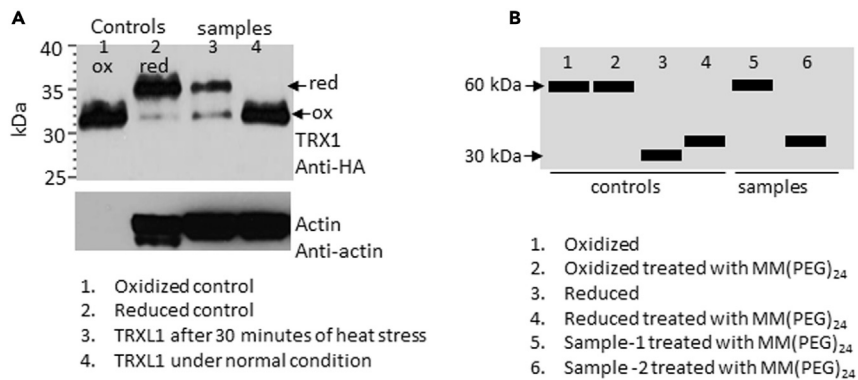 A
Controls samples
1 2 3 4
ox red
40
35
30
25
kDa
red
ox
TRX1
Anti-HA
Actin
Anti-actin
1. Oxidized control
2. Reduced control
3. TRXL1 after 30 minutes of heat stress
4. TRXL1 under normal condition
B
1 2 3 4 5 6
60 kDa
30 kDa
controls samples
1. Oxidized
2. Oxidized treated with MM(PEG)24
3. Reduced
4. Reduced treated with MM(PEG)24
5. Sample-1 treated with MM(PEG)24
6. Sample -2 treated with MM(PEG)24